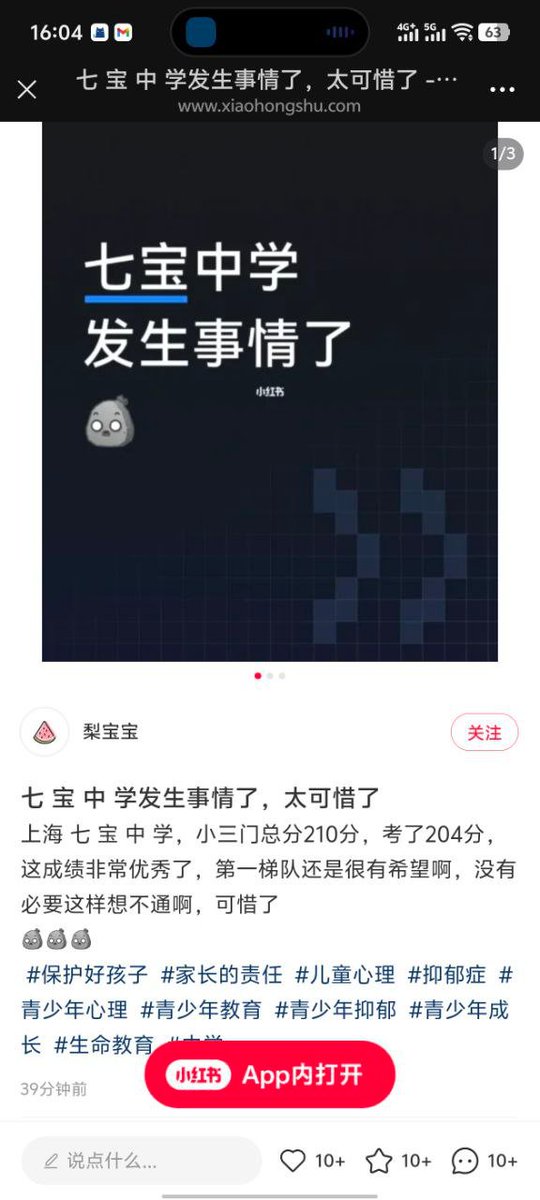 16:04 4G+ 5G 63
七 宝 中 学发生事情了，太可惜了 -···
www.xiaohongshu.com
1/3
七宝中学
发生事情了
小红书
梨宝宝
关注
七 宝 中 学发生事情了，太可惜了
上海 七 宝 中 学，小三门总分210分，考了204分，
这成绩非常优秀了，第一梯队还是很有希望啊，没有
必要这样想不通啊，可惜了
#保护好孩子 #家长的责任 #儿童心理 #抑郁症 #
青少年心理 #青少年教育 #青少年抑郁 #青少年成
长 #生命教育
小红书 App内打开
39分钟前
说点什么...
10+ 10+ 10+